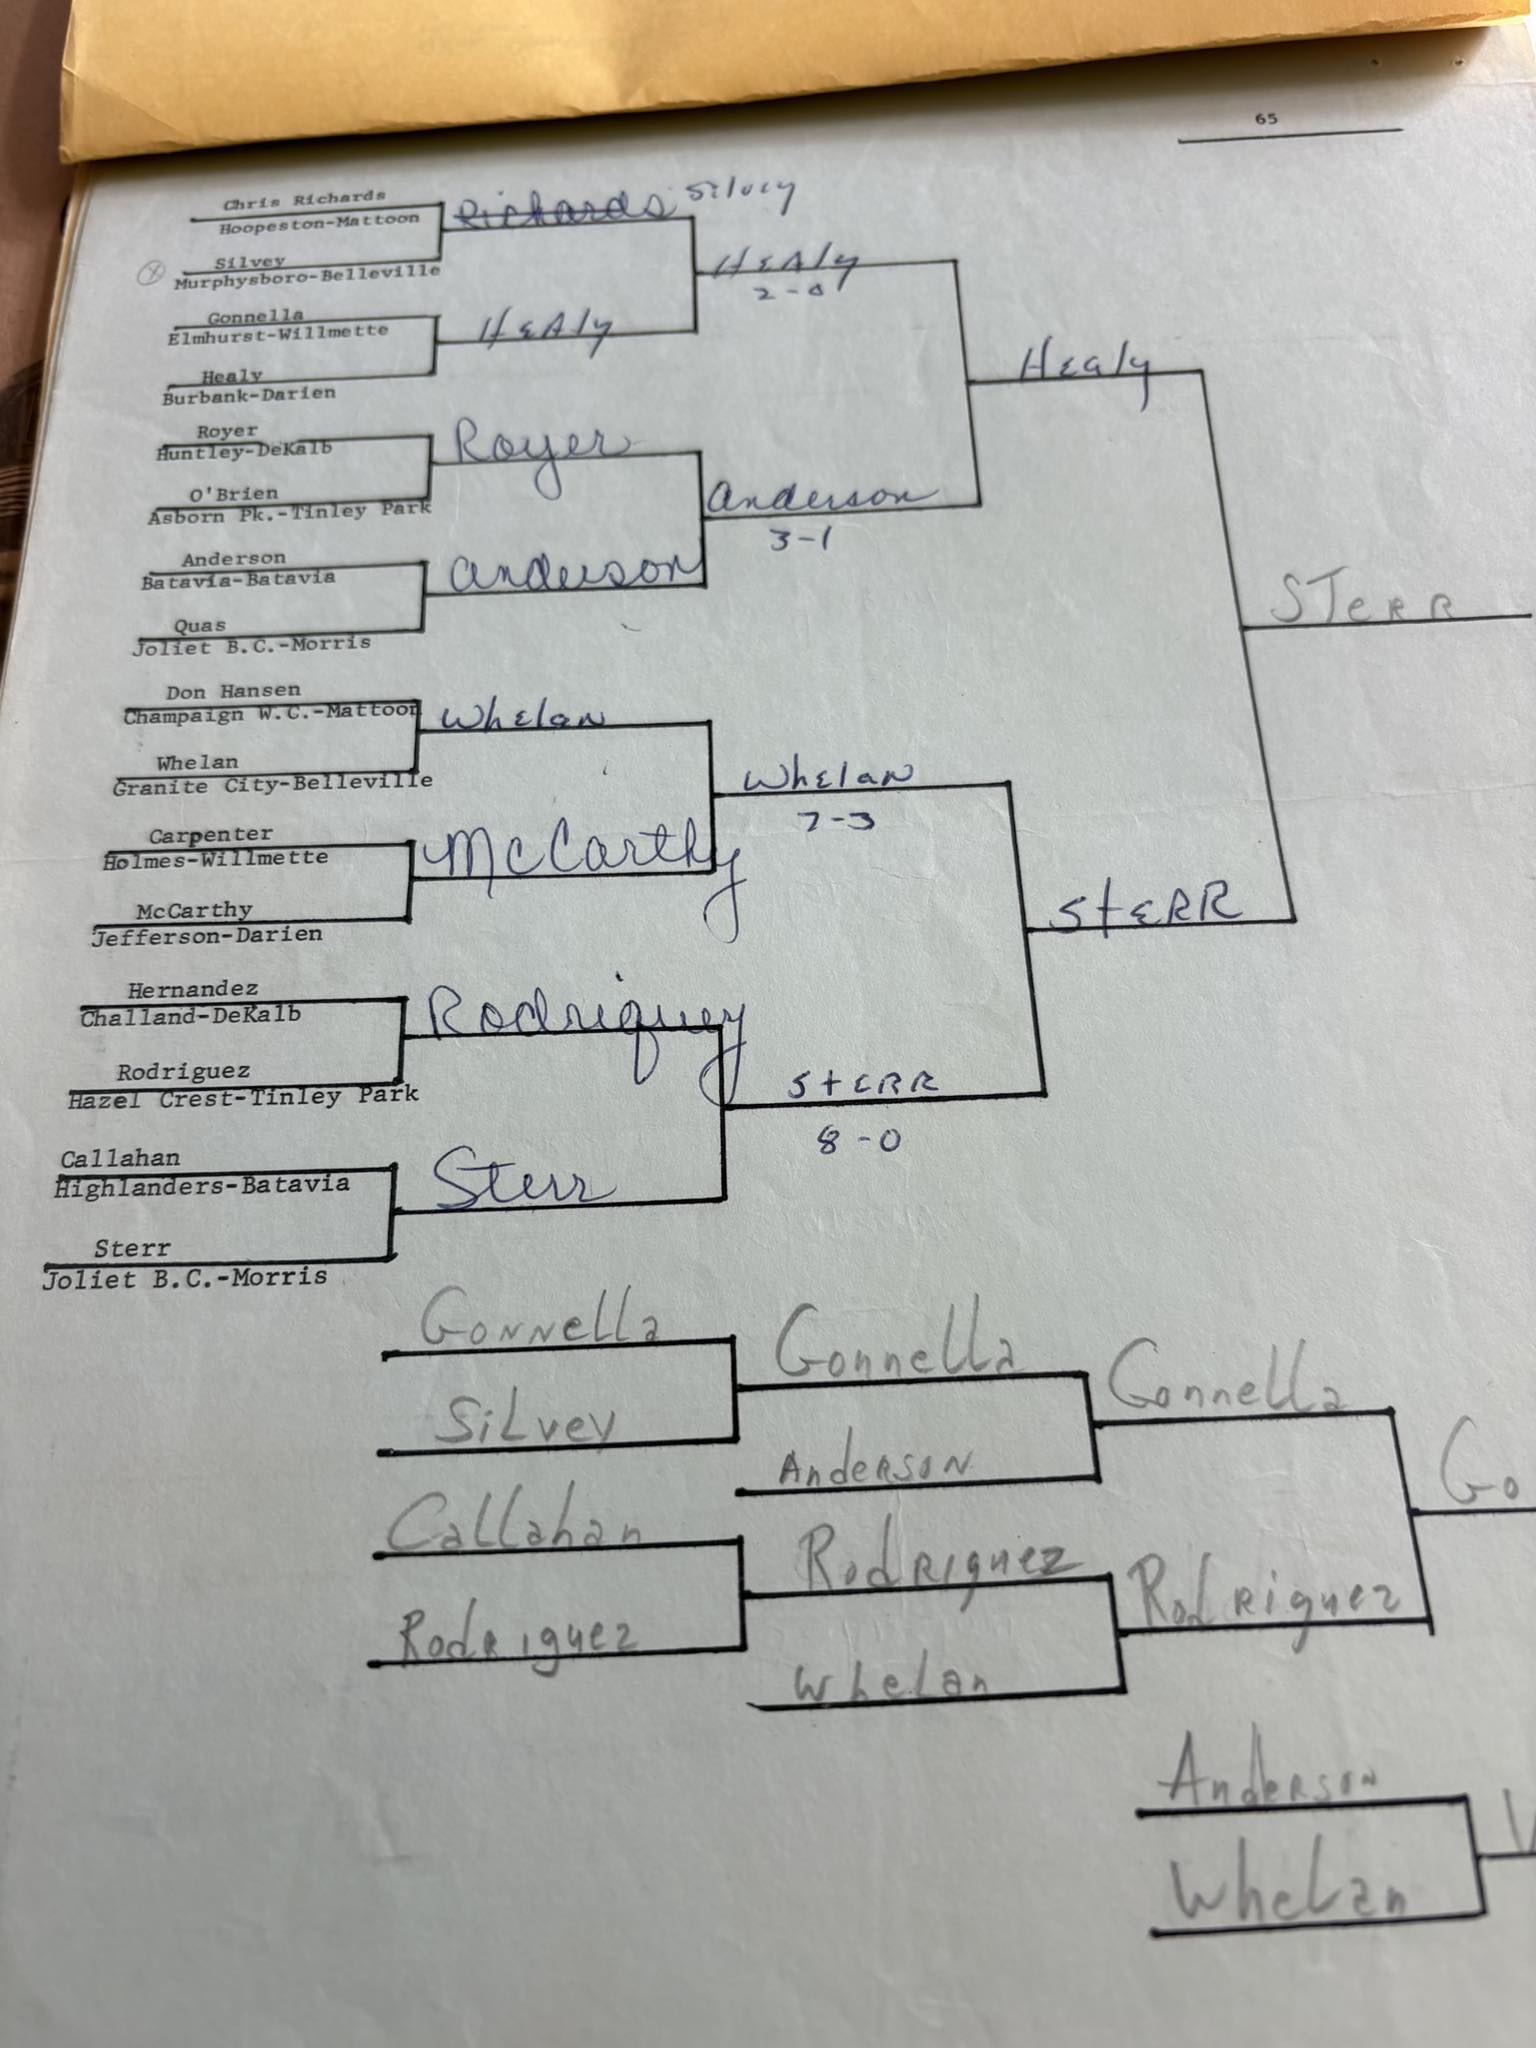 65
Chris Richards
Hoopeston-Mattoon
Richards Silvey
Silvey
Murphysboro-Belleville
Healy
2-0
Gonnella
Elmhurst-Willmette
Healy
Healy
Burbank-Darien
Healy
Royer
Huntley-DeKalb
Royer
O'Brien
Asborn Pk.-Tinley Park
Anderson
3-1
Anderson
Batavia-Batavia
Anderson
Quas
Joliet B.C.-Morris
STERR
Don Hansen
Champaign W.C.-Mattoon
Whelan
Whelan
Granite City-Belleville
Whelan
7-3
Carpenter
Holmes-Willmette
McCarthy
McCarthy
Jefferson-Darien
StERR
Hernandez
Challand-DeKalb
Rodriquez
Rodriguez
Hazel Crest-Tinley Park
StERR
8-0
Callahan
Highlanders-Batavia
Sterr
Sterr
Joliet B.C.-Morris
Gonnella
Gonnella
Gonnella
Silvey
Anderson
Go
Callahan
Rodriguez
Rodriguez
Rodriguez
Whelan
Anderson
Whelan